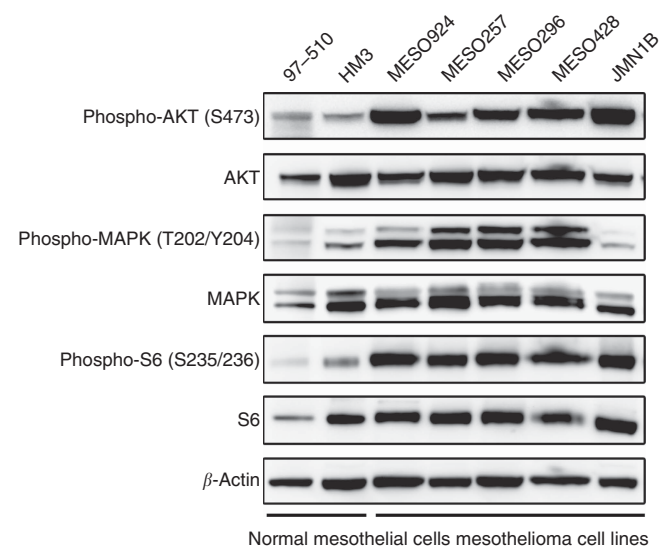 97–510
HM3
MESO924
MESO257
MESO296
MESO428
JMN1B
Phospho-AKT (S473)
AKT
Phospho-MAPK (T202/Y204)
MAPK
Phospho-S6 (S235/236)
S6
β-Actin
Normal mesothelial cells mesothelioma cell lines